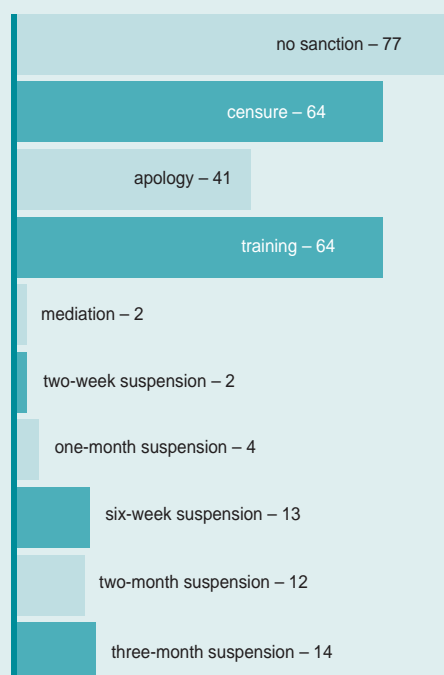 no sanction – 77
censure – 64
apology – 41
training – 64
mediation – 2
two-week suspension – 2
one-month suspension – 4
six-week suspension – 13
two-month suspension – 12
three-month suspension – 14